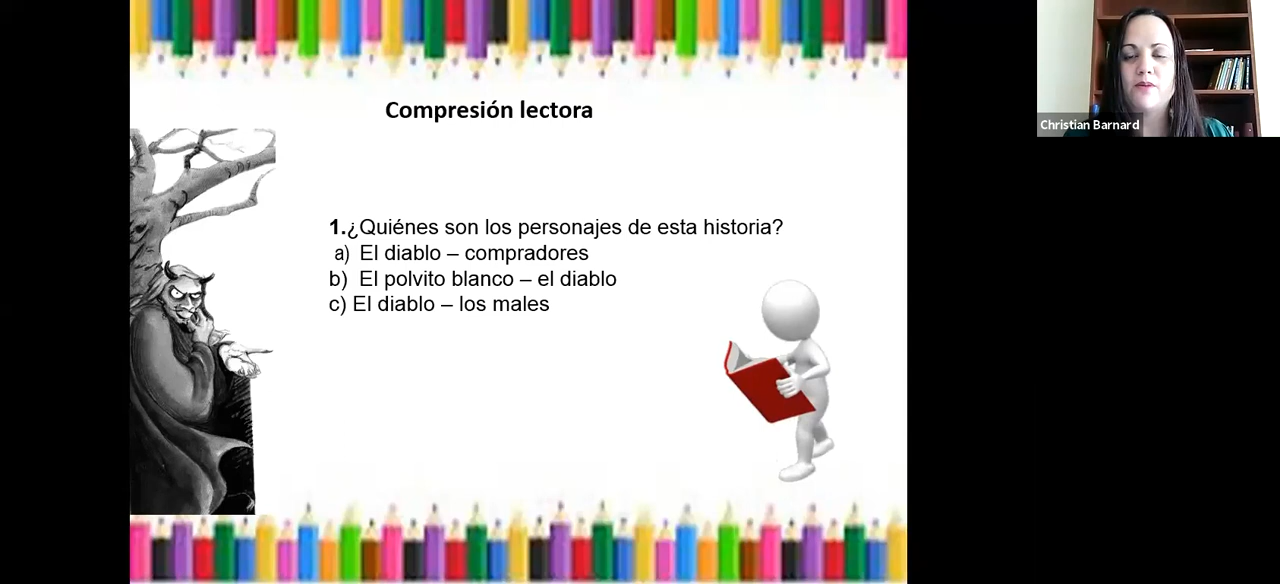 Compresión lectora
Christian Barnard
1.¿Quiénes son los personajes de esta historia?
a) El diablo – compradores
b) El polvito blanco – el diablo
c) El diablo – los males